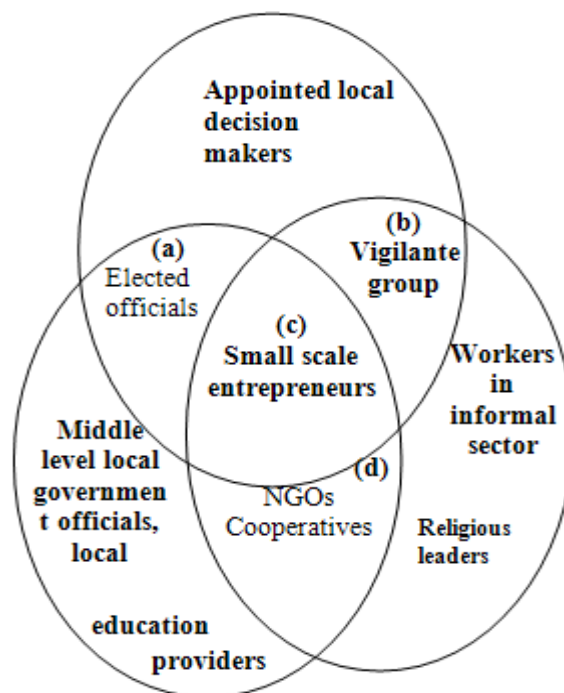 Appointed local
decision
makers
(a)
Elected
officials
(b)
Vigilante
group
(c)
Small scale
entrepreneurs
Workers
in
informal
sector
Middle
level local
governmen
t officials,
local
(d)
NGOs
Cooperatives
Religious
leaders
education
providers